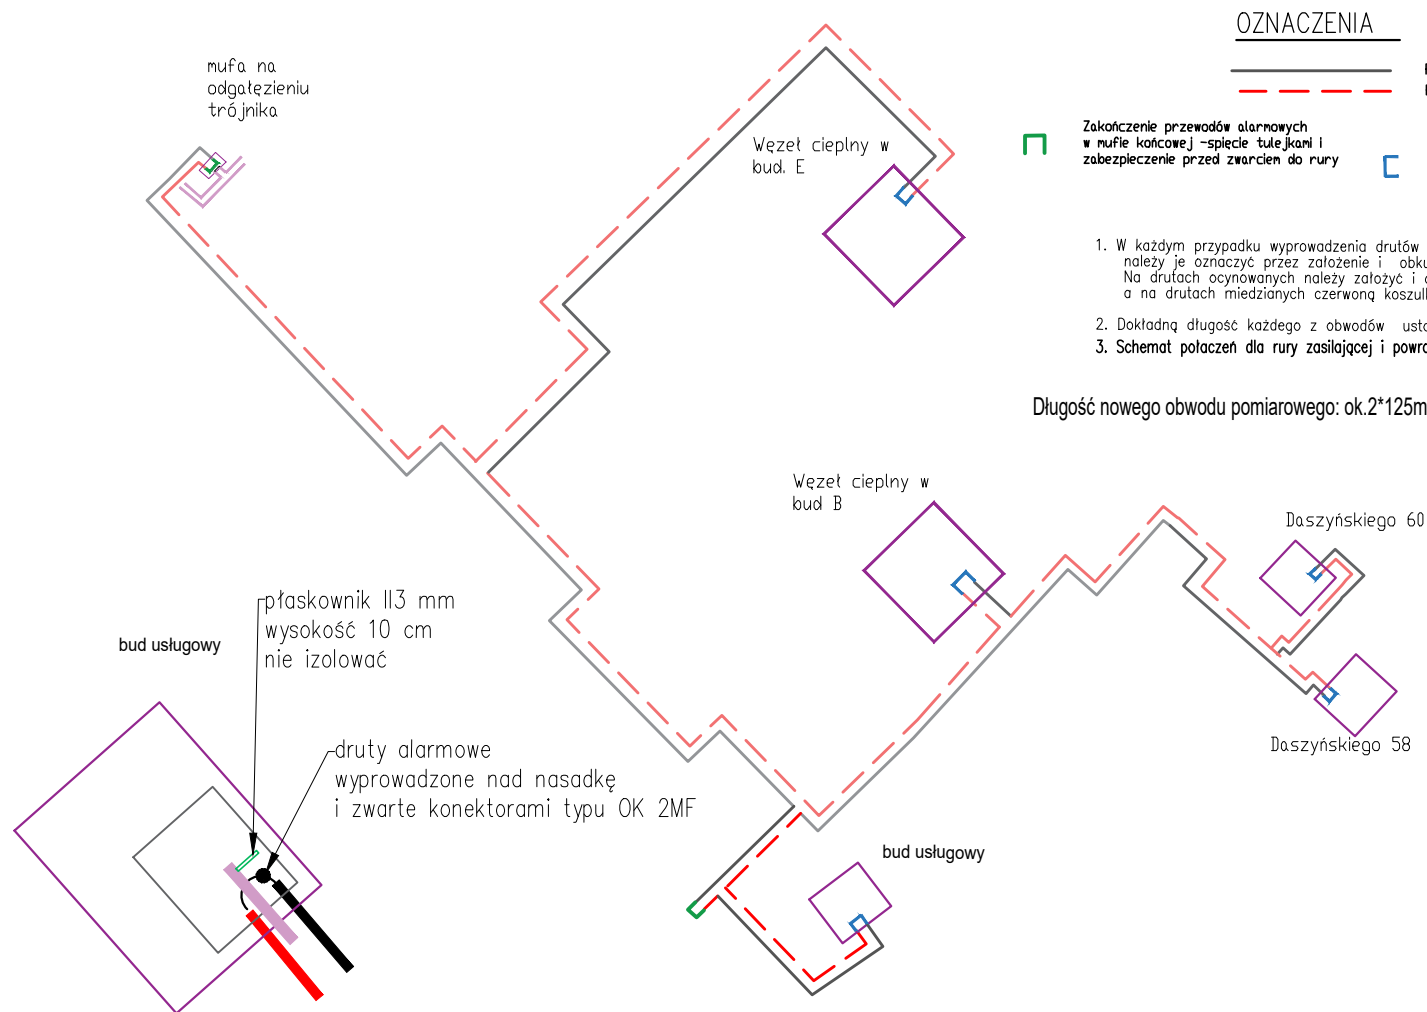 OZNACZENIA
mufa na
odgałęzieniu
trójnika
Węzeł cieplny w
bud. E
Zakończenie przewodów alarmowych
w mufie końcowej -spięcie tulejkami i
zabezpieczenie przed zwarciem do rury
1. W każdym przypadku wyprowadzenia drutów
należy je oznaczyć przez założenie i obku
Na drutach ocynowanych należy założyć i
a na drutach miedzianych czerwoną koszul
2. Dokładną długość każdego z obwodów usta
3. Schemat połaczeń dla rury zasilającej i powro
Długość nowego obwodu pomiarowego: ok.2*125m
Węzeł cieplny w
bud B
Daszyńskiego 60
płaskownik II3 mm
wysokość 10 cm
nie izolować
bud usługowy
Daszyńskiego 58
druty alarmowe
wyprowadzone nad nasadkę
i zwarte konektorami typu OK 2MF
bud usługowy